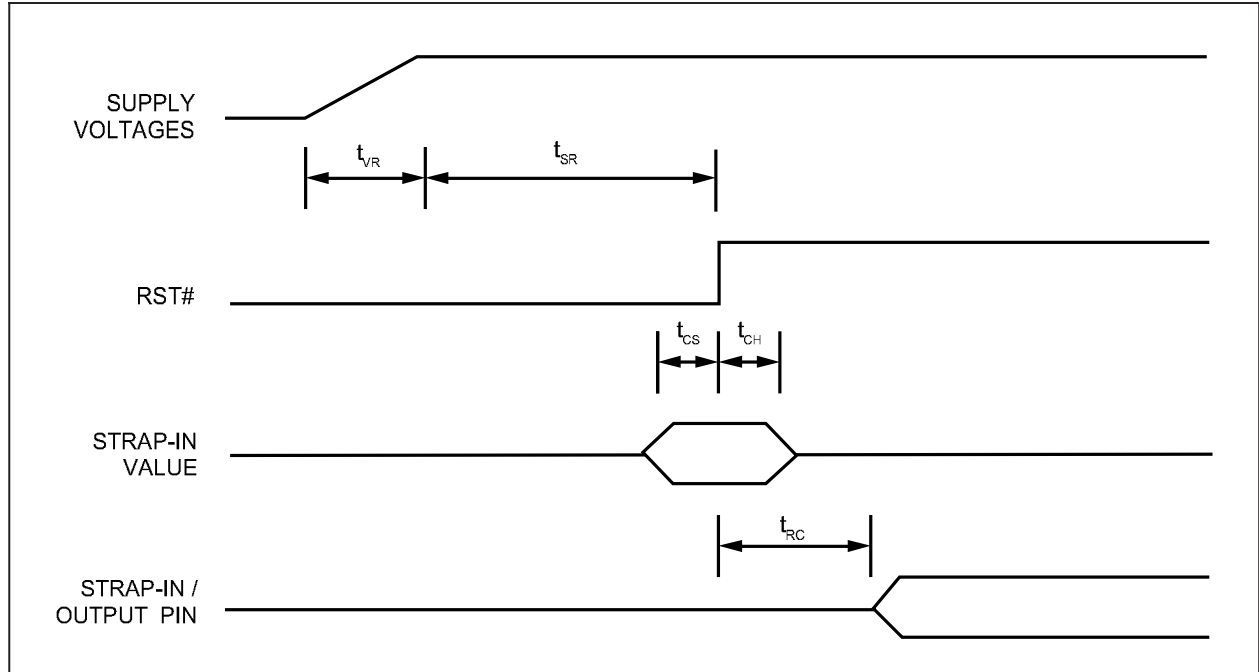 SUPPLY
VOLTAGES
tVR
tSR
RST#
tCS
tCH
STRAP-IN
VALUE
tRC
STRAP-IN /
OUTPUT PIN